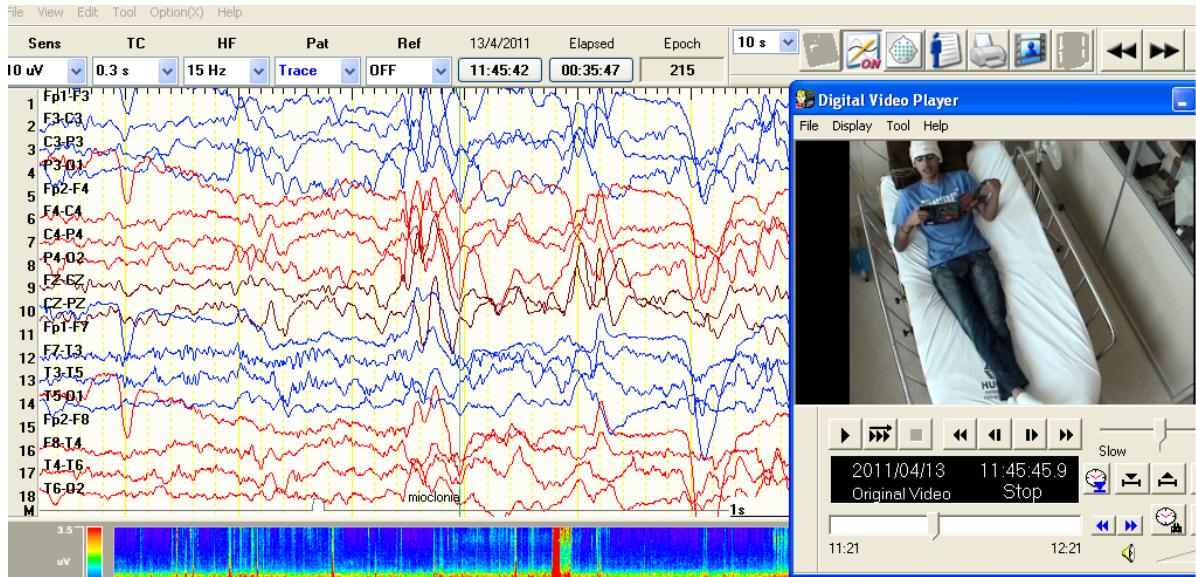 File View Edit Tool Option(X) Help
Sens TC HF Pat Ref 13/4/2011 Elapsed Epoch
10 uV 0.3 s 15 Hz Trace OFF 11:45:42 00:35:47 215
10 s
ON
1 Fp1-F3
2 F3-C3
3 C3-P3
4 P3-O1
5 Fp2-F4
6 F4-C4
7 C4-P4
8 P4-O2
9 FZ-CZ
10 CZ-PZ
11 Fp1-F7
12 F7-T3
13 T3-T5
14 T5-O1
15 Fp2-F8
16 F8-T4
17 T4-T6
18 T6-O2
mioclonia
M
1s
3.5
uV
Digital Video Player
File Display Tool Help
Slow
2011/04/13 11:45:45.9
Original Video Stop
11:21 12:21